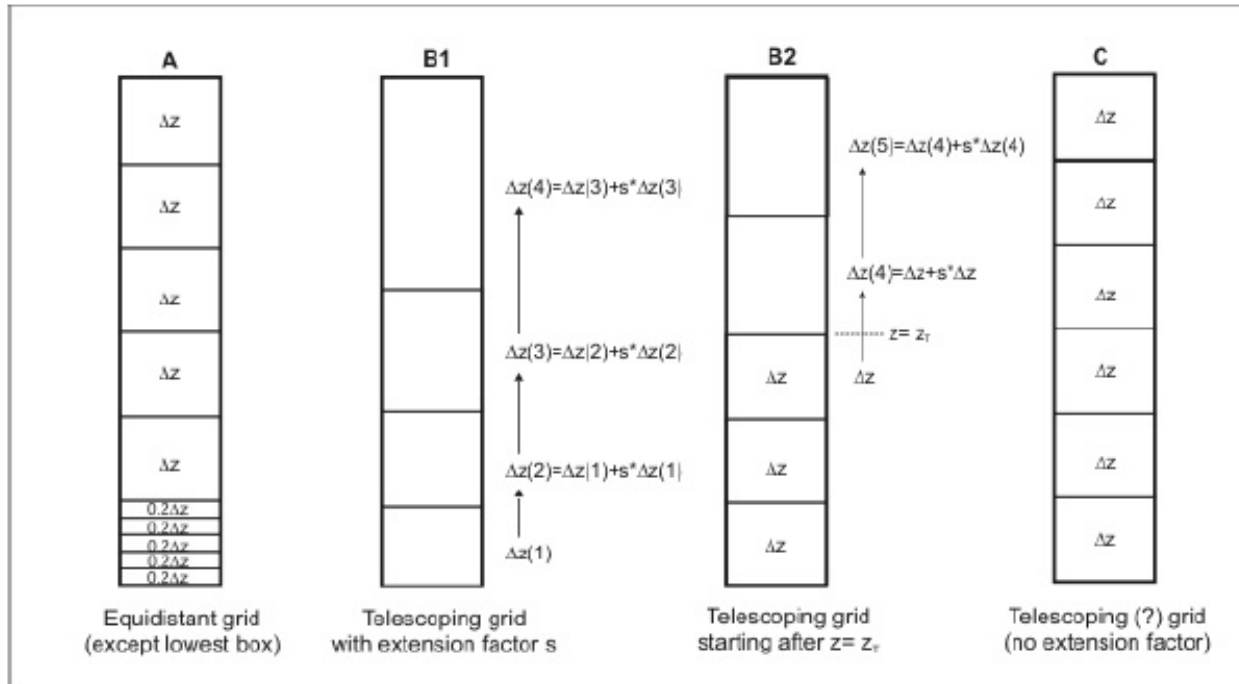 A
Δz
Δz
Δz
Δz
Δz
0.2Δz
0.2Δz
0.2Δz
0.2Δz
0.2Δz
Equidistant grid
(except lowest box)
B1
Δz(4)=Δz(3)+s*Δz(3)
Δz(3)=Δz(2)+s*Δz(2)
Δz(2)=Δz(1)+s*Δz(1)
Δz(1)
Telescoping grid
with extension factor s
B2
Δz(5)=Δz(4)+s*Δz(4)
Δz(4)=Δz+s*Δz
z= zT
Δz
Δz
Δz
Δz
Telescoping grid
starting after z= zT
C
Δz
Δz
Δz
Δz
Δz
Δz
Telescoping (?) grid
(no extension factor)